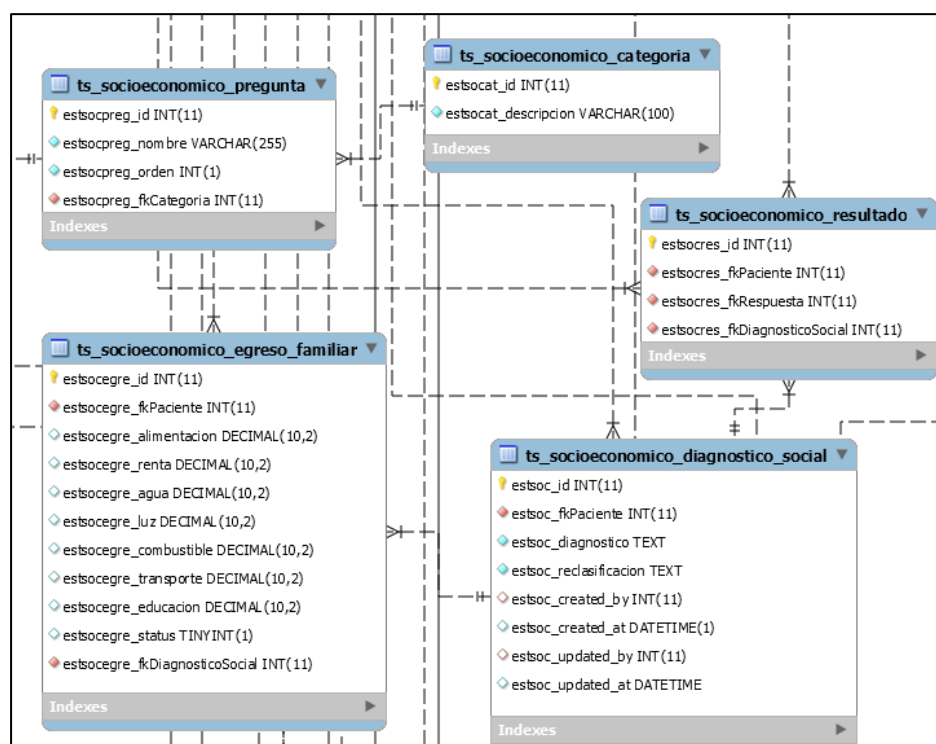 ts_socioeconomico_pregunta
estsocpreg_id INT(11)
estsocpreg_nombre VARCHAR(255)
estsocpreg_orden INT(1)
estsocpreg_fkCategoria INT(11)
Indexes
ts_socioeconomico_categoria
estsocat_id INT(11)
estsocat_descripcion VARCHAR(100)
Indexes
ts_socioeconomico_resultado
estsocres_id INT(11)
estsocres_fkPaciente INT(11)
estsocres_fkRespuesta INT(11)
estsocres_fkDiagnosticoSocial INT(11)
Indexes
ts_socioeconomico_egreso_familiar
estsocegre_id INT(11)
estsocegre_fkPaciente INT(11)
estsocegre_alimentacion DECIMAL(10,2)
estsocegre_renta DECIMAL(10,2)
estsocegre_agua DECIMAL(10,2)
estsocegre_luz DECIMAL(10,2)
estsocegre_combustible DECIMAL(10,2)
estsocegre_transporte DECIMAL(10,2)
estsocegre_educacion DECIMAL(10,2)
estsocegre_status TINYINT(1)
estsocegre_fkDiagnosticoSocial INT(11)
Indexes
ts_socioeconomico_diagnostico_social
estsoc_id INT(11)
estsoc_fkPaciente INT(11)
estsoc_diagnostico TEXT
estsoc_reclasificacion TEXT
estsoc_created_by INT(11)
estsoc_created_at DATETIME(1)
estsoc_updated_by INT(11)
estsoc_updated_at DATETIME
Indexes